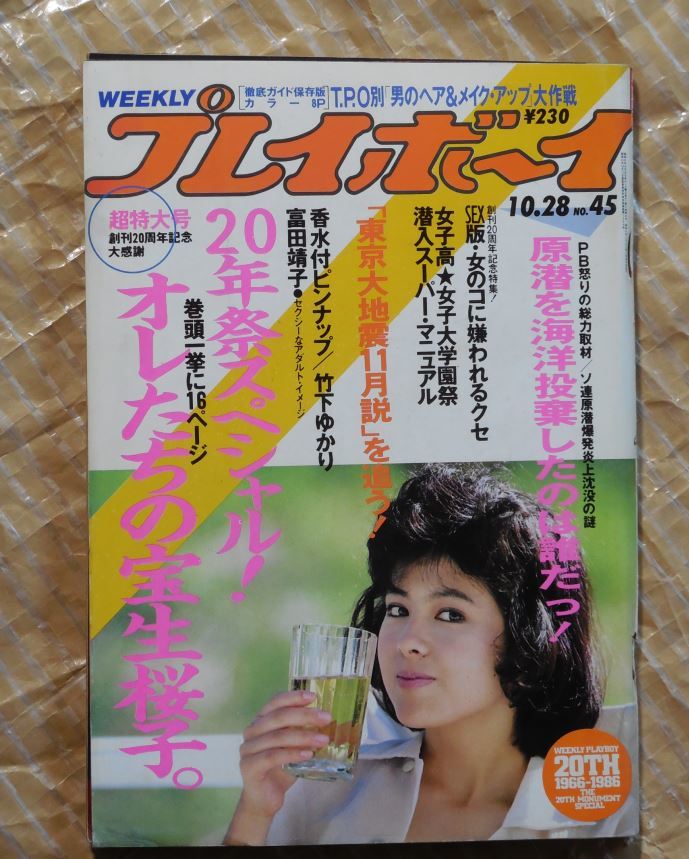 WEEKLY
[徹底ガイド保存版
カラー8P]
T.P.O別「男のヘア&メイク・アップ」大作戦
¥230
プレイボーイ
10.28 NO.45
PB怒りの総力取材/ソ連原潜爆発炎上沈没の謎
原潜を海洋投棄したのは誰だっ!
創刊20周年記念特集!
SEX版・女のコに嫌われるクセ
女子高★女子大学園祭
潜入スーパー・マニュアル
「東京大地震11月説」を追う!
香水付ピンナップ/竹下ゆかり
富田靖子●セクシーなアダルト・イメージ
超特大号
創刊20周年記念
大感謝
20年祭スペシャル!
巻頭一挙に16ページ
オレたちの宝生桜子。
WEEKLY PLAYBOY
20TH
1966-1986
THE
20TH MONUMENT
SPECIAL